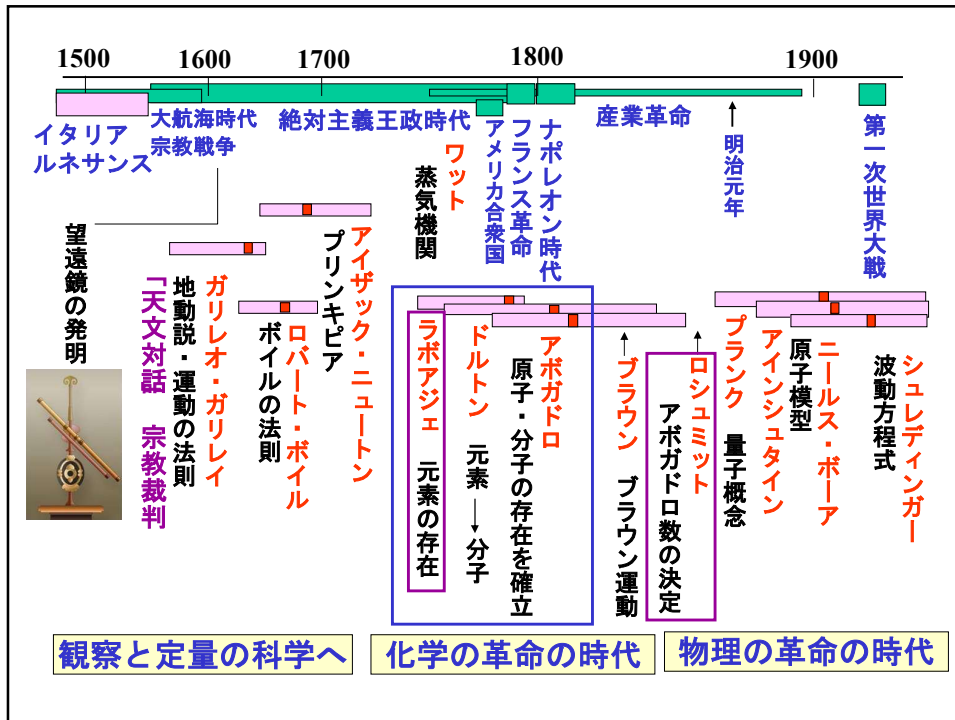 1500 1600 1700 1800 1900
イタリア
ルネサンス
大航海時代
宗教戦争
絶対主義王政時代
アメリカ合衆国
フランス革命
ナポレオン時代
産業革命
明治元年
第一次世界大戦
望遠鏡の発明
「天文対話 宗教裁判
地動説・運動の法則
ガリレオ・ガリレイ
ボイルの法則
ロバート・ボイル
プリンキピア
アイザック・ニュートン
蒸気機関
ワット
ラボアジェ 元素の存在
ドルトン 元素→分子
原子・分子の存在を確立
アボガドロ
ブラウン ブラウン運動
アボガドロ数の決定
ロシュミット
プランク 量子概念
アインシュタイン
原子模型
ニールス・ボーア
波動方程式
シュレディンガー
観察と定量の科学へ
化学の革命の時代
物理の革命の時代